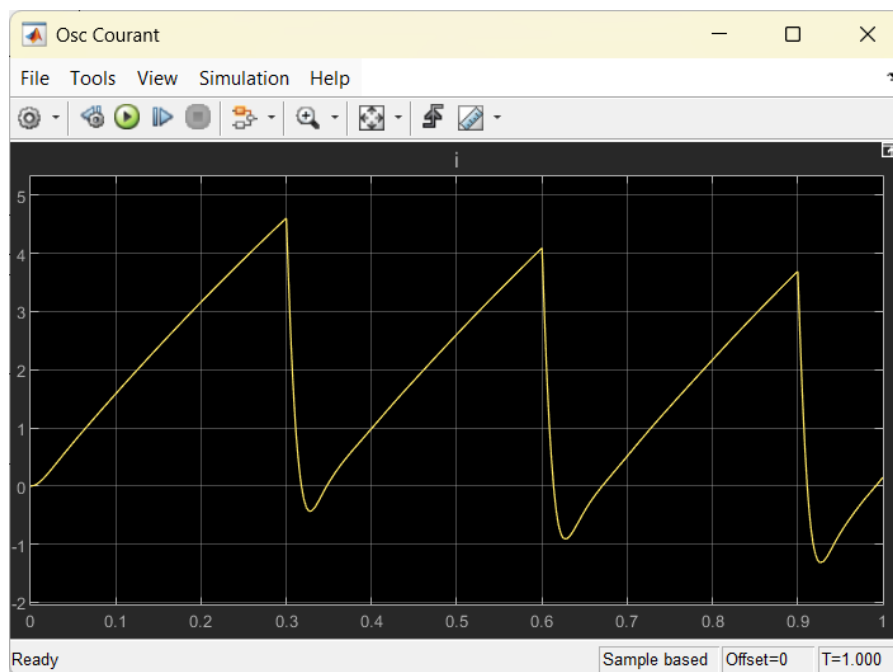 Osc Courant
File Tools View Simulation Help
i
5
4
3
2
1
0
-1
-2
0 0.1 0.2 0.3 0.4 0.5 0.6 0.7 0.8 0.9 1
Ready Sample based Offset=0 T=1.000